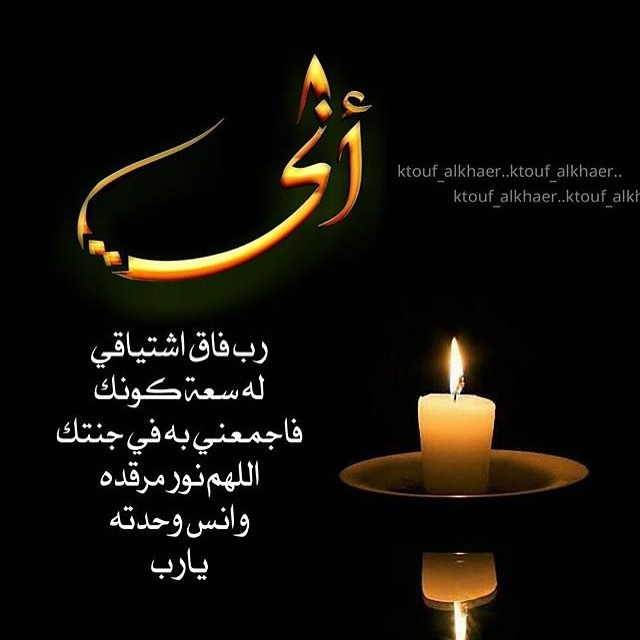 أخي
ktouf_alkhaer..ktouf_alkhaer..
ktouf_alkhaer..ktouf_alkh
رب فاق اشتياقي
له سعة كونك
فاجمعني به في جنتك
اللهم نور مرقده
وانس وحدته
يارب